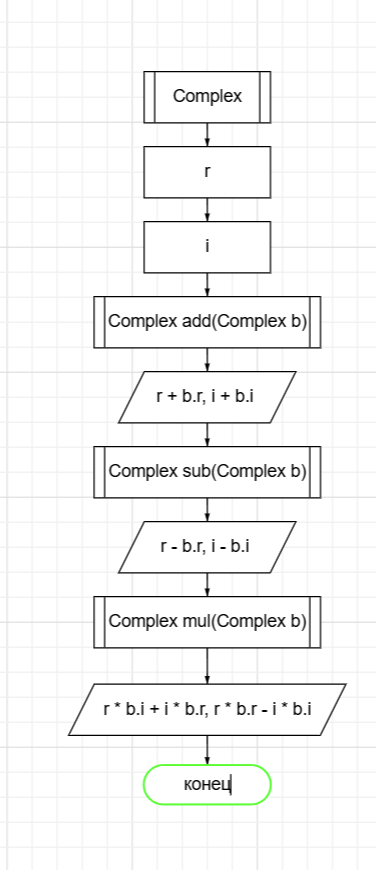 Complex
r
i
Complex add(Complex b)
r + b.r, i + b.i
Complex sub(Complex b)
r - b.r, i - b.i
Complex mul(Complex b)
r * b.i + i * b.r, r * b.r - i * b.i
конец